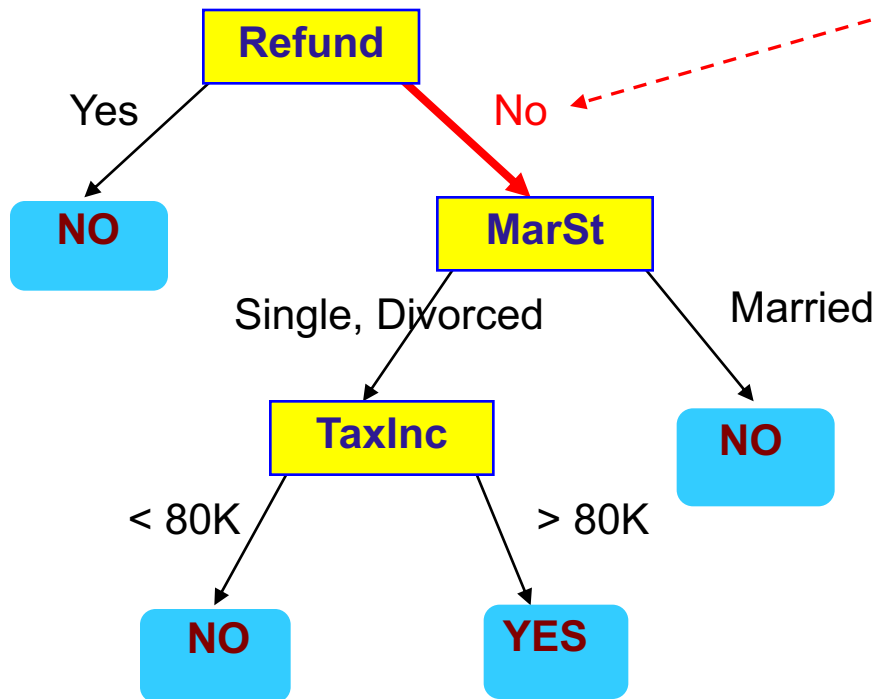 Refund
Yes
No
NO
MarSt
Single, Divorced
Married
TaxInc
NO
< 80K
> 80K
NO
YES